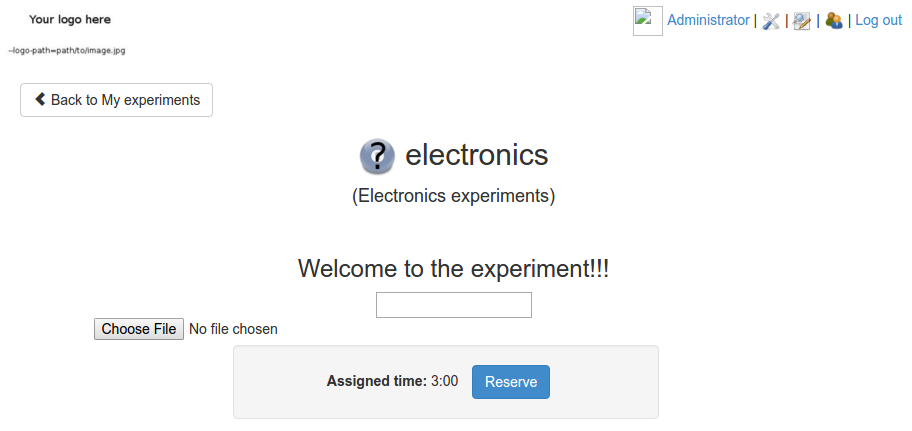 Your logo here
--logo-path=path/to/image.jpg
Administrator | | | | Log out
Back to My experiments
? electronics
(Electronics experiments)
Welcome to the experiment!!!
Choose File No file chosen
Assigned time: 3:00 Reserve